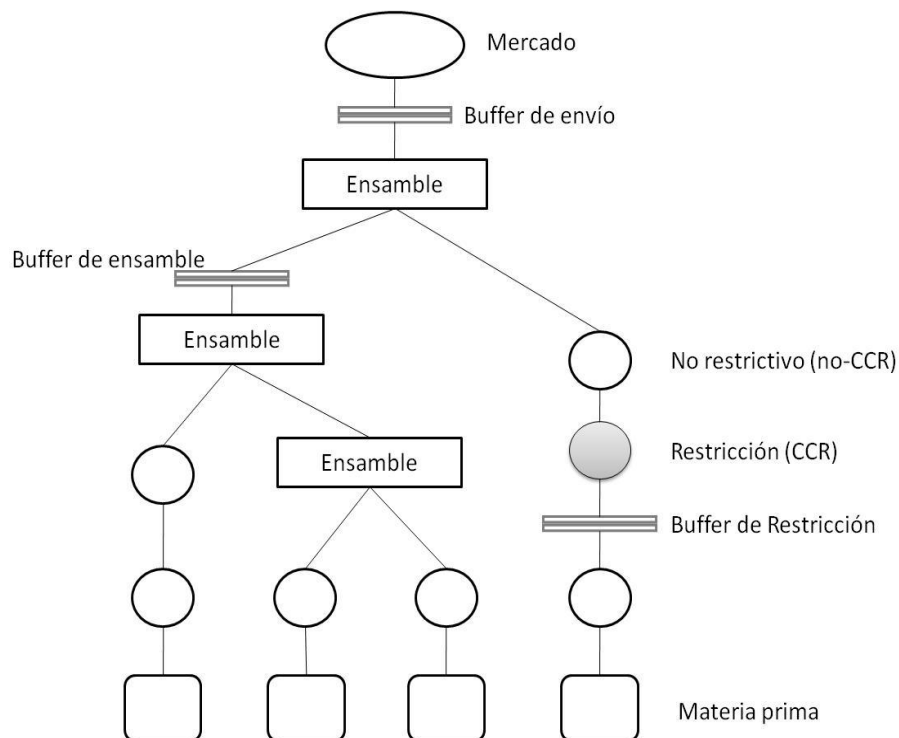 Mercado
Buffer de envío
Ensamble
Buffer de ensamble
Ensamble
No restrictivo (no-CCR)
Ensamble
Restricción (CCR)
Buffer de Restricción
Materia prima